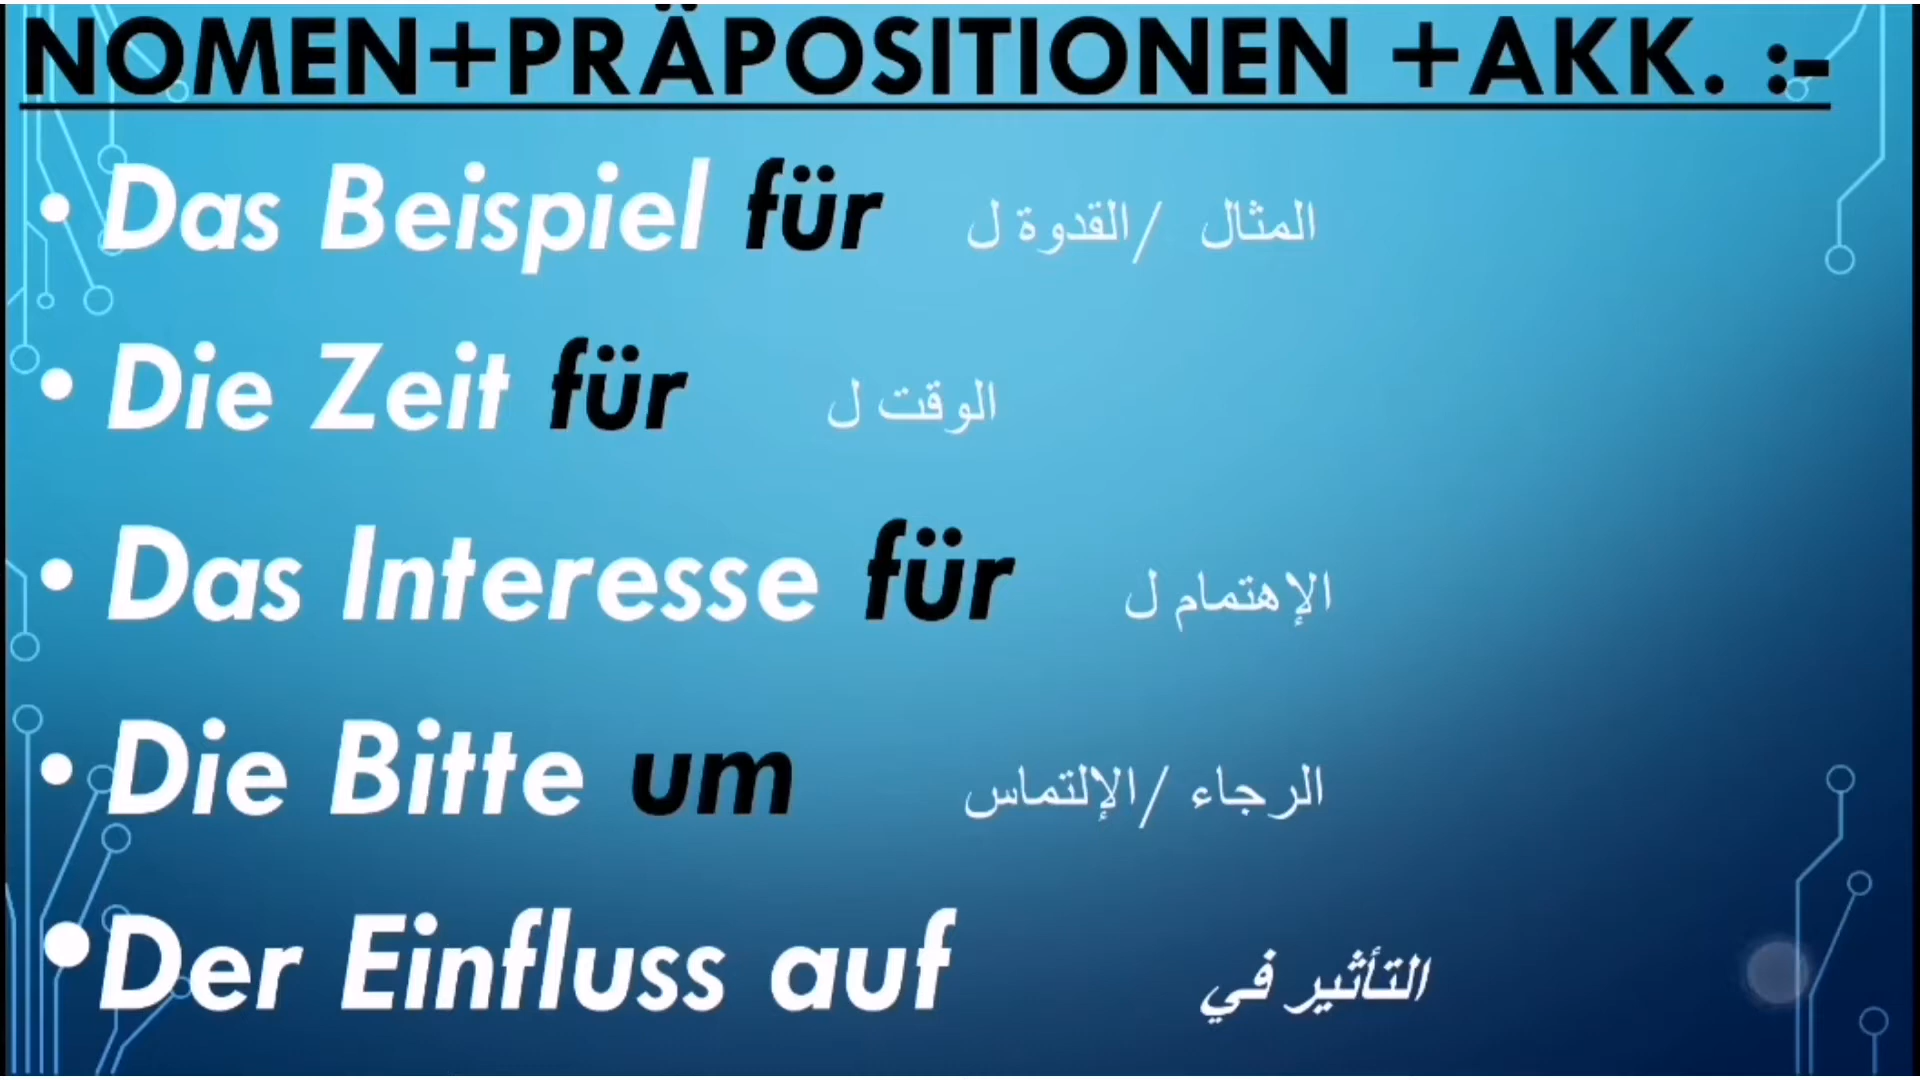 NOMEN+PRÄPOSITIONEN +AKK. :-
• Das Beispiel für المثال /القدوة ل
• Die Zeit für الوقت ل
• Das Interesse für الإهتمام ل
• Die Bitte um الرجاء /الإلتماس
• Der Einfluss auf التأثير في